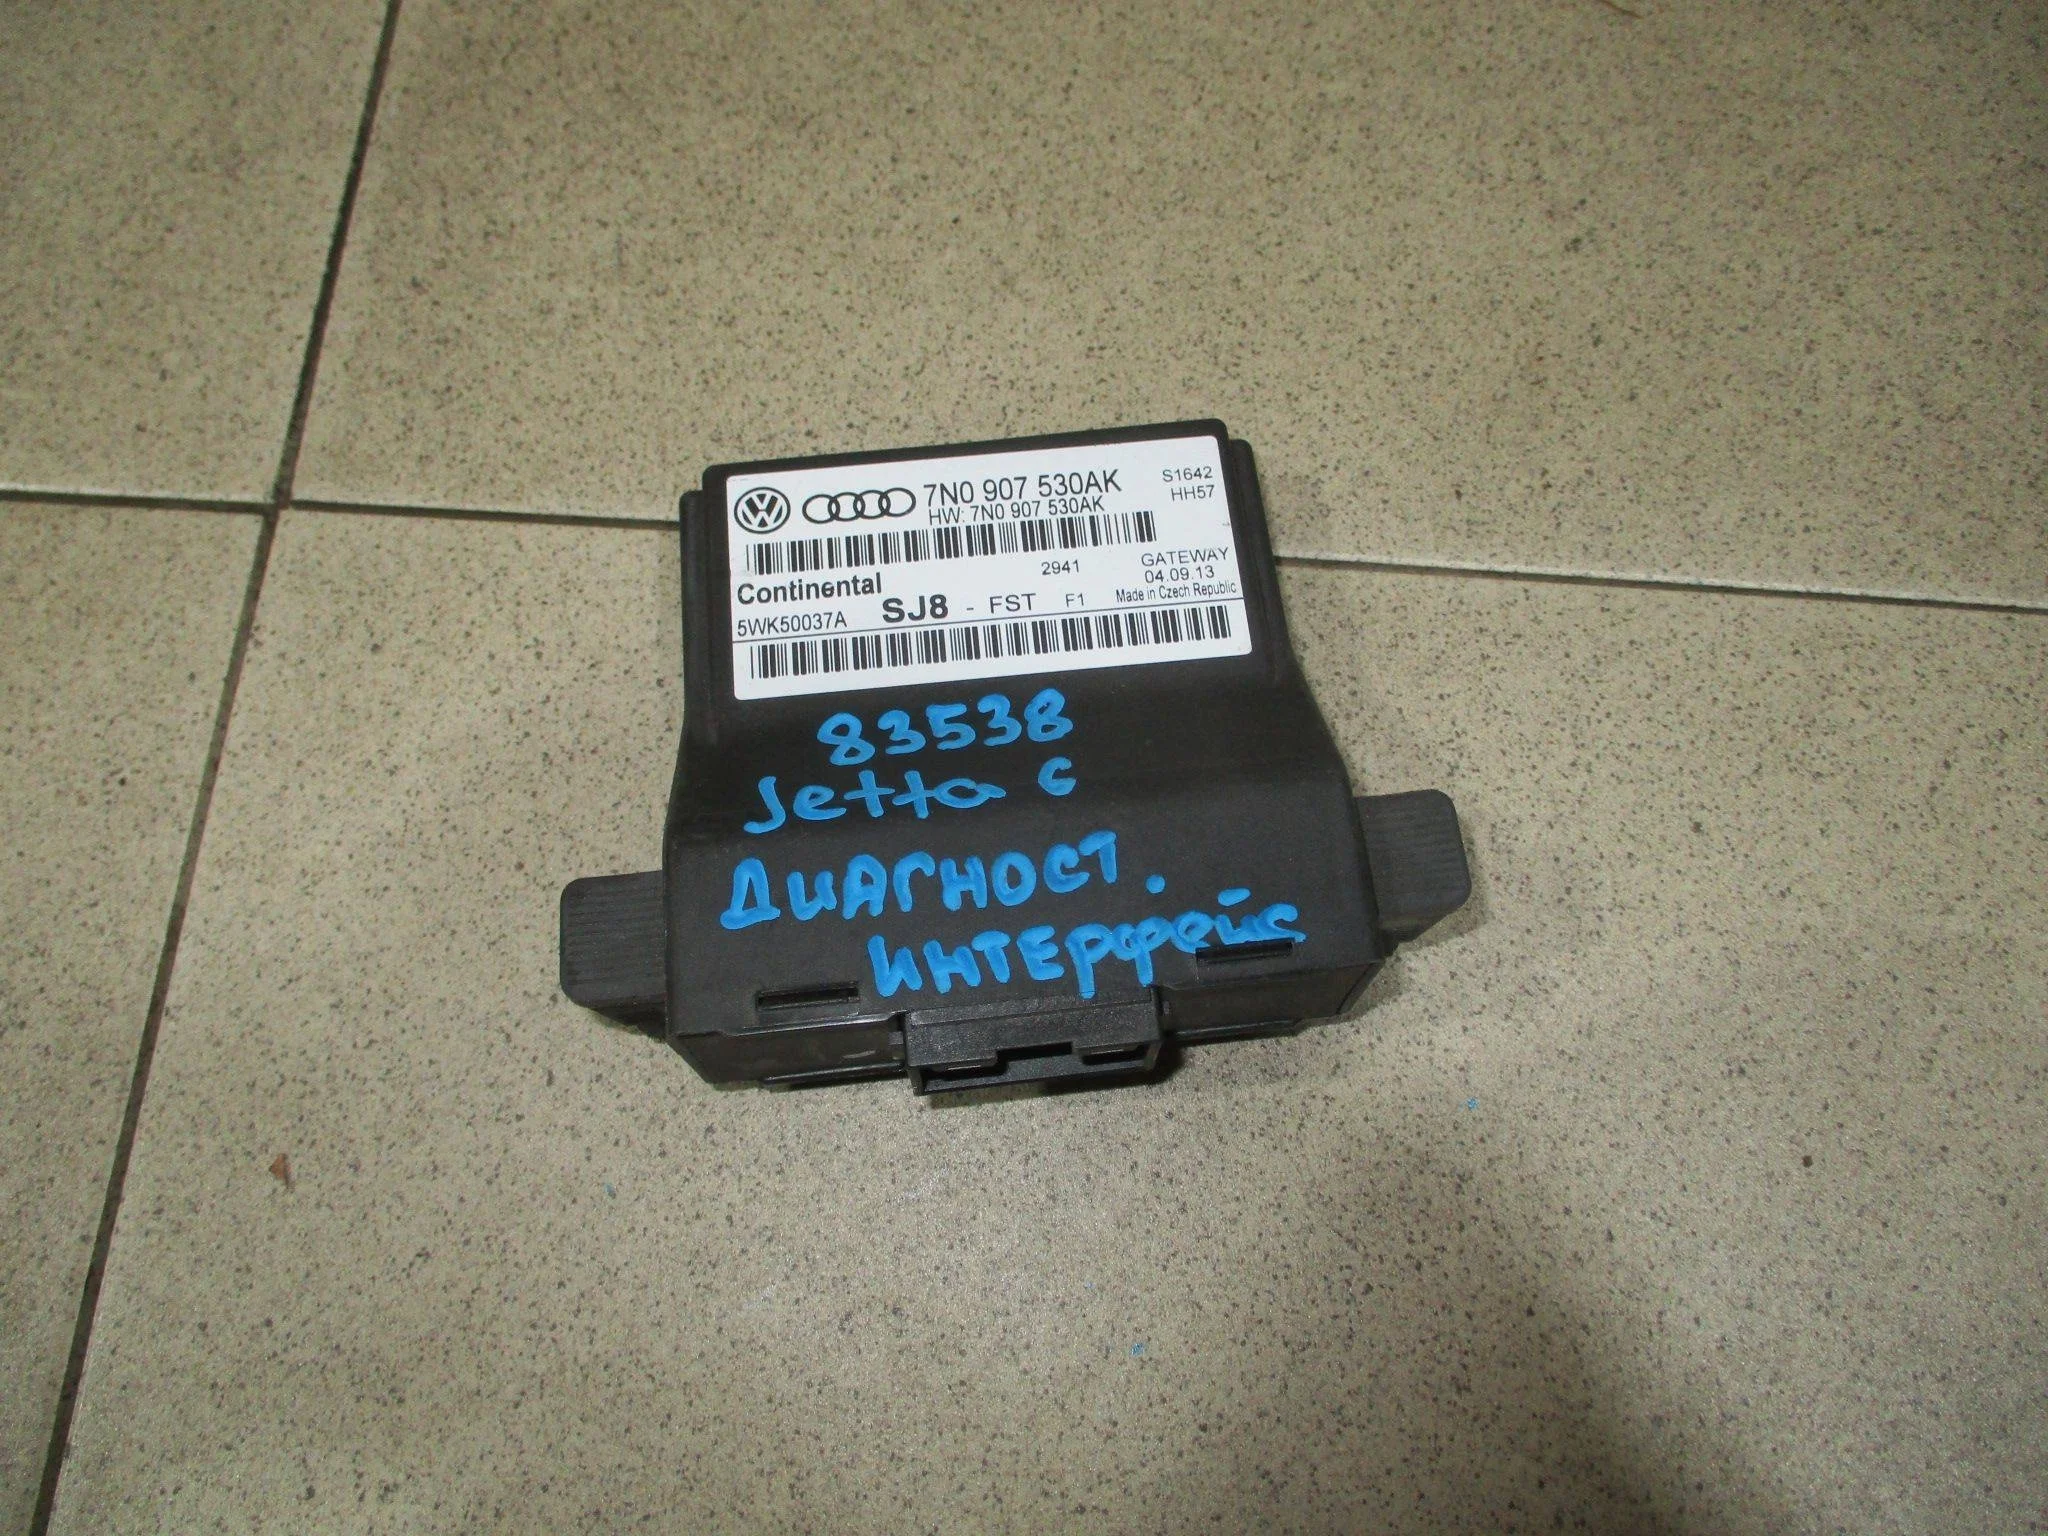 7N0 907 530AK
HW: 7N0 907 530AK
S1642
HH57
Continental
2941
GATEWAY
04.09.13
Made in Czech Republic
5WK50037A
SJ8 - FST F1
83538
Jetta 6
ДИАГНОСТ.
ИНТЕРфейс